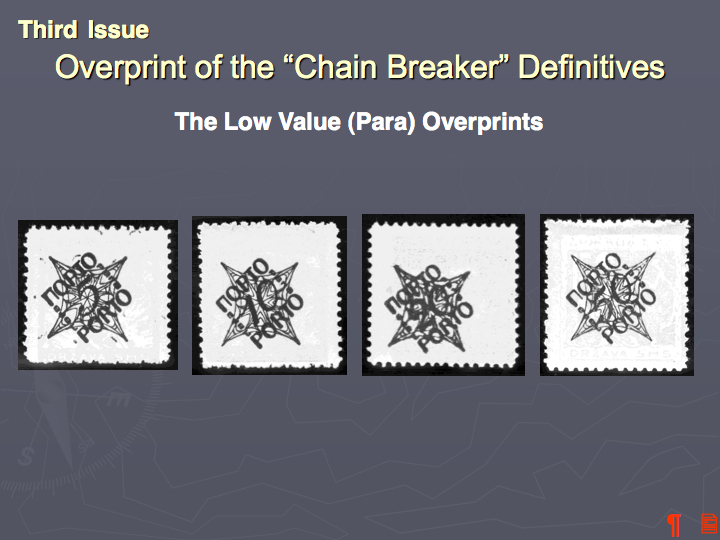 Third Issue
Overprint of the “Chain Breaker” Definitives
The Low Value (Para) Overprints
ПОРТО
PORTO
ПОРТО
10
PORTO
ПОРТО
PORTO
ПОРТО
PORTO
DRŽAVA SHS
¶